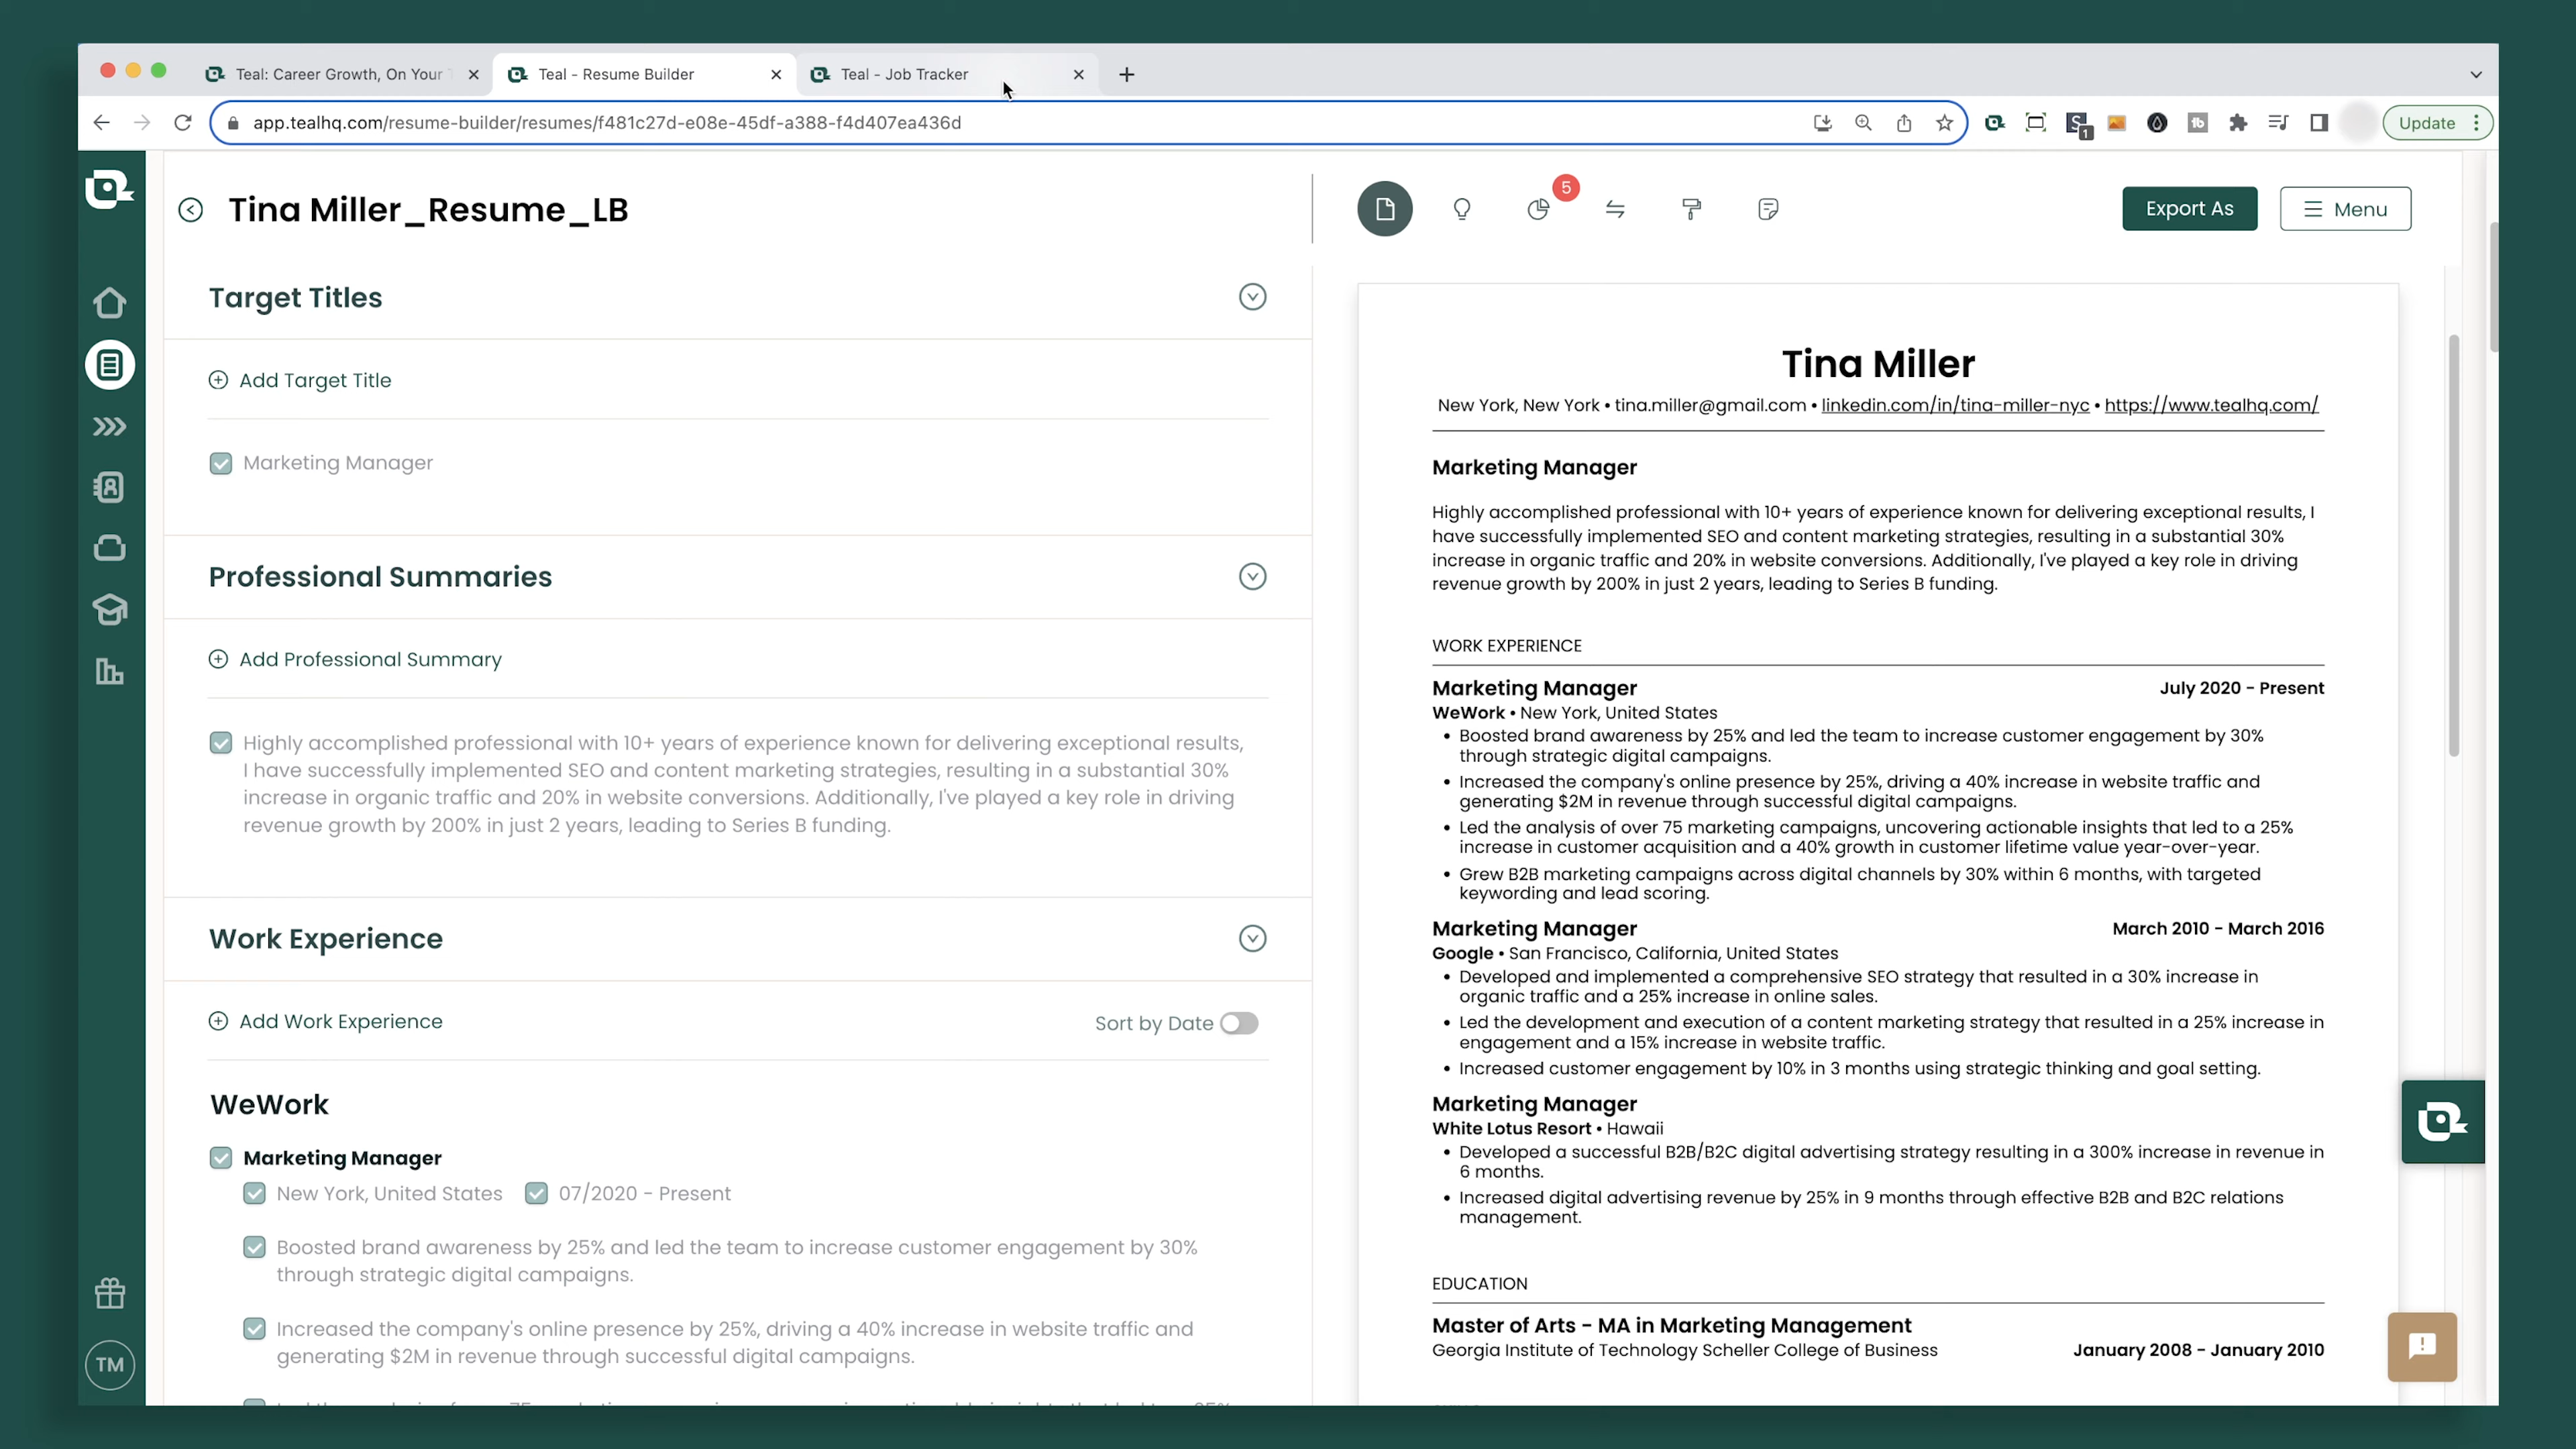 Teal: Career Growth, On Your
Teal - Resume Builder
Teal - Job Tracker
app.tealhq.com/resume-builder/resumes/f481c27d-e08e-45df-a388-f4d407ea436d
S
1
tb
Update
Tina Miller_Resume_LB
5
Export As
Menu
Target Titles
Add Target Title
Marketing Manager
Professional Summaries
Add Professional Summary
Highly accomplished professional with 10+ years of experience known for delivering exceptional results,
I have successfully implemented SEO and content marketing strategies, resulting in a substantial 30%
increase in organic traffic and 20% in website conversions. Additionally, I've played a key role in driving
revenue growth by 200% in just 2 years, leading to Series B funding.
Work Experience
Add Work Experience
Sort by Date
WeWork
Marketing Manager
New York, United States
07/2020 - Present
Boosted brand awareness by 25% and led the team to increase customer engagement by 30%
through strategic digital campaigns.
Increased the company's online presence by 25%, driving a 40% increase in website traffic and
generating $2M in revenue through successful digital campaigns.
TM
Tina Miller
New York, New York • tina.miller@gmail.com • linkedin.com/in/tina-miller-nyc • https://www.tealhq.com/
Marketing Manager
Highly accomplished professional with 10+ years of experience known for delivering exceptional results, I
have successfully implemented SEO and content marketing strategies, resulting in a substantial 30%
increase in organic traffic and 20% in website conversions. Additionally, I've played a key role in driving
revenue growth by 200% in just 2 years, leading to Series B funding.
WORK EXPERIENCE
Marketing Manager July 2020 - Present
WeWork • New York, United States
• Boosted brand awareness by 25% and led the team to increase customer engagement by 30%
through strategic digital campaigns.
• Increased the company's online presence by 25%, driving a 40% increase in website traffic and
generating $2M in revenue through successful digital campaigns.
• Led the analysis of over 75 marketing campaigns, uncovering actionable insights that led to a 25%
increase in customer acquisition and a 40% growth in customer lifetime value year-over-year.
• Grew B2B marketing campaigns across digital channels by 30% within 6 months, with targeted
keywording and lead scoring.
Marketing Manager March 2010 - March 2016
Google • San Francisco, California, United States
• Developed and implemented a comprehensive SEO strategy that resulted in a 30% increase in
organic traffic and a 25% increase in online sales.
• Led the development and execution of a content marketing strategy that resulted in a 25% increase in
engagement and a 15% increase in website traffic.
• Increased customer engagement by 10% in 3 months using strategic thinking and goal setting.
Marketing Manager
White Lotus Resort • Hawaii
• Developed a successful B2B/B2C digital advertising strategy resulting in a 300% increase in revenue in
6 months.
• Increased digital advertising revenue by 25% in 9 months through effective B2B and B2C relations
management.
EDUCATION
Master of Arts - MA in Marketing Management
Georgia Institute of Technology Scheller College of Business January 2008 - January 2010